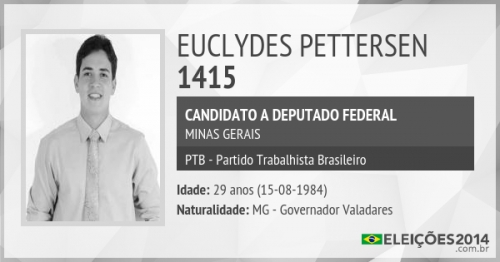 EUCLYDES PETTERSEN
1415
CANDIDATO A DEPUTADO FEDERAL
MINAS GERAIS
PTB - Partido Trabalhista Brasileiro
Idade: 29 anos (15-08-1984)
Naturalidade: MG - Governador Valadares
ELEIÇÕES2014
.com.br